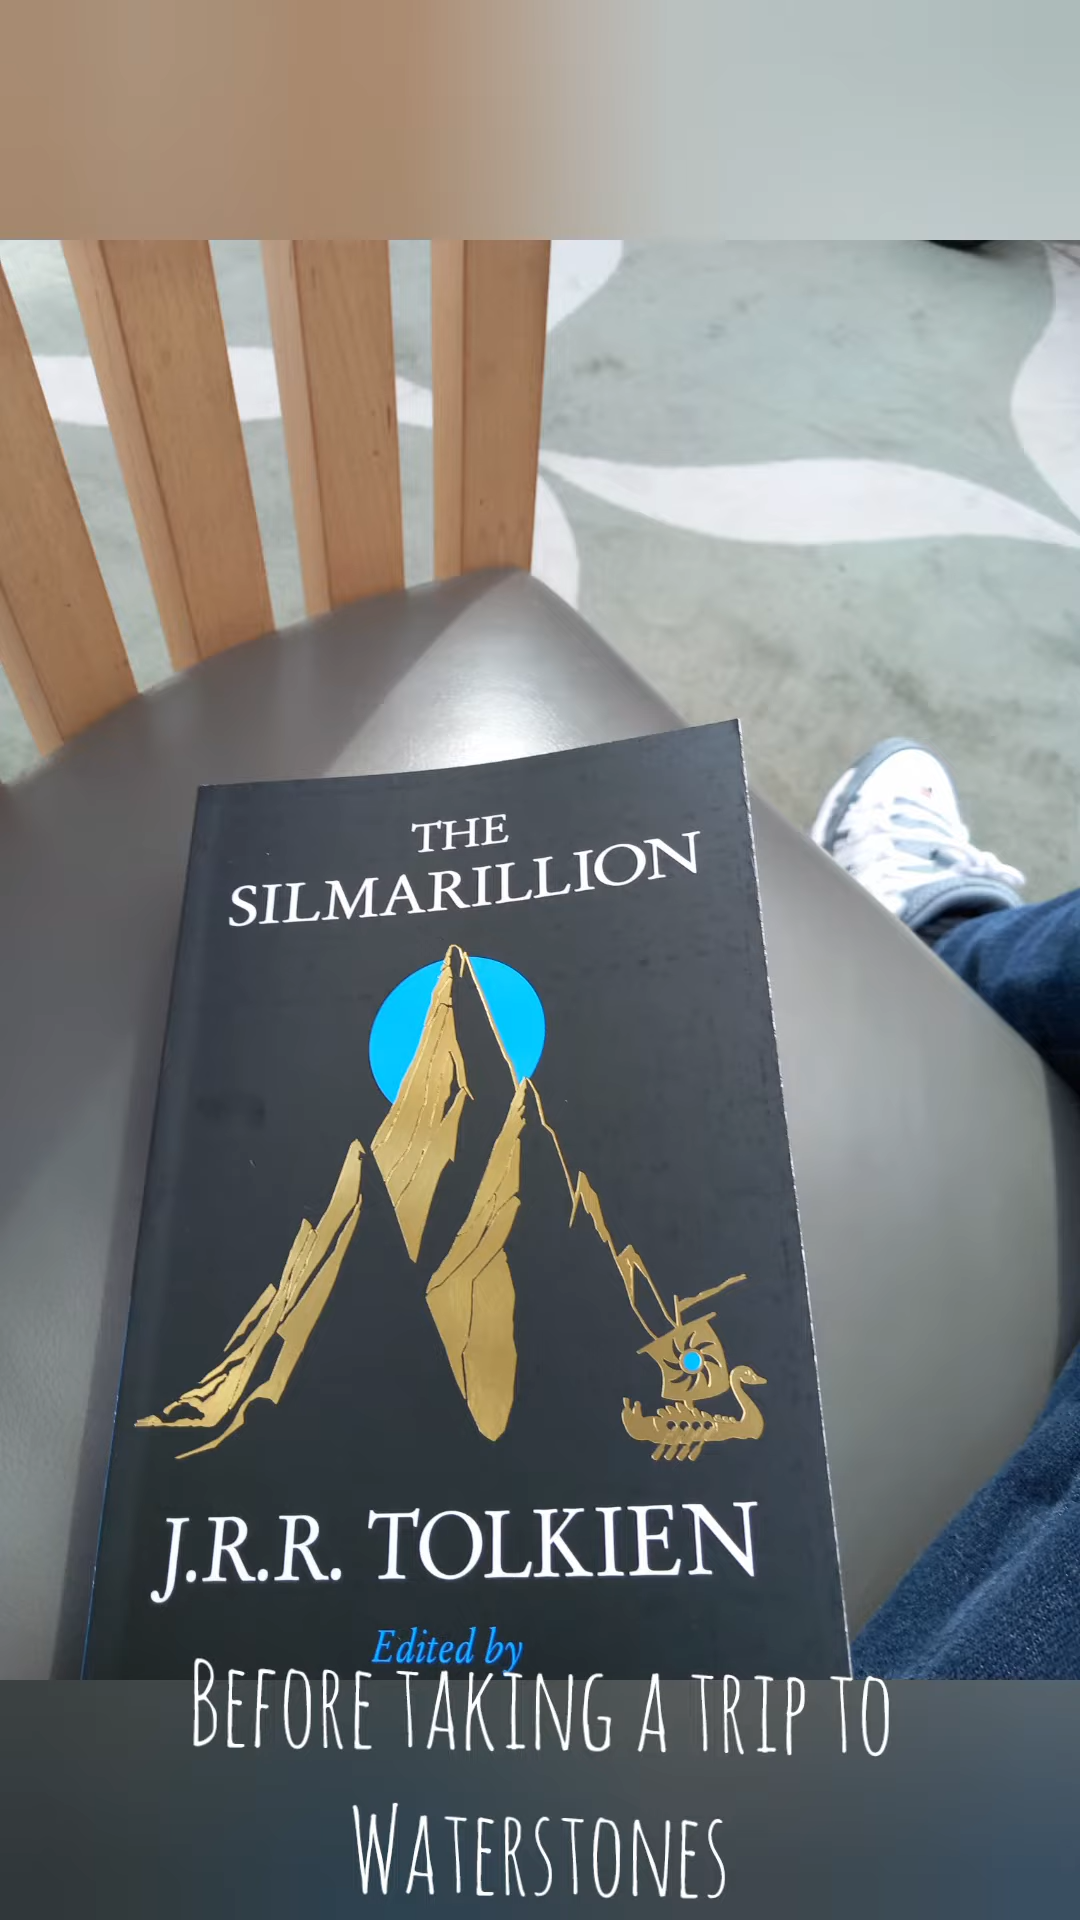 THE
SILMARILLION
J.R.R. TOLKIEN
Edited by
BEFORE TAKING A TRIP TO
WATERSTONES